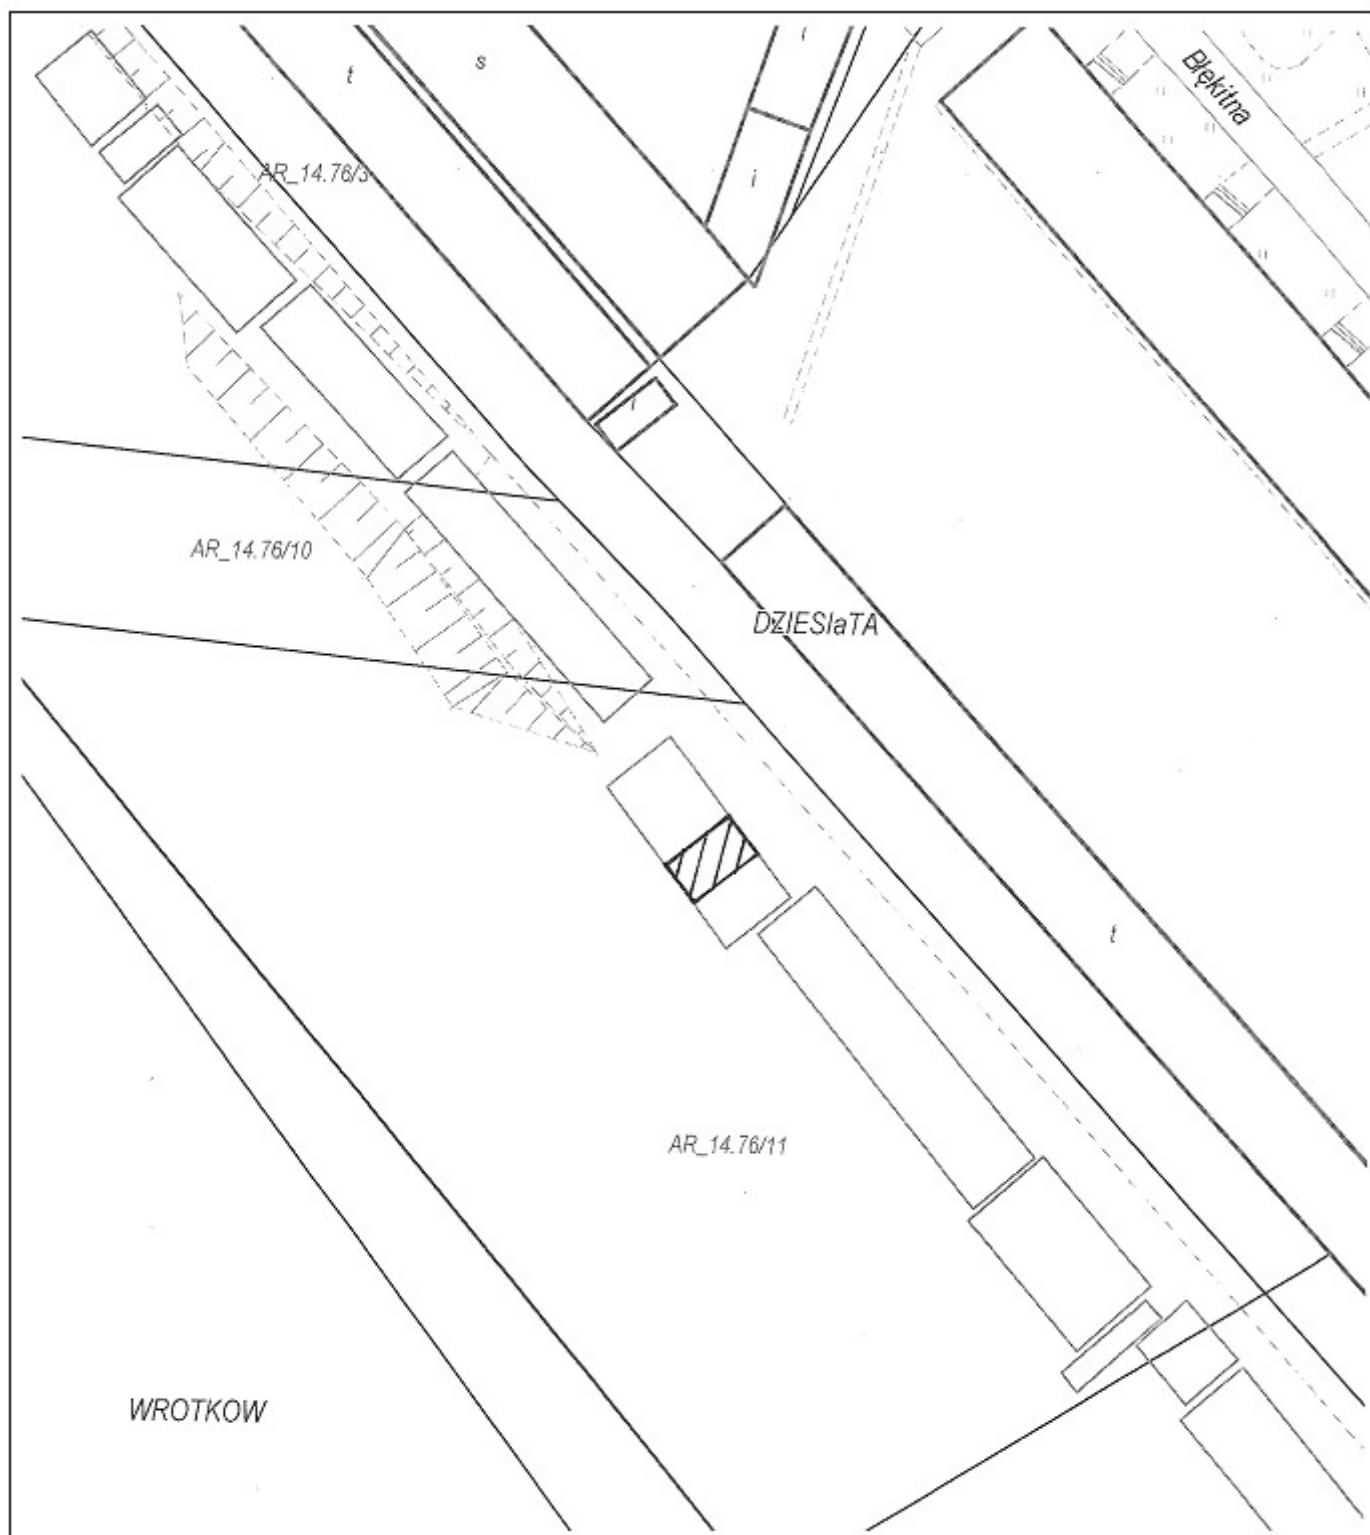 t
s
i
Błękitna
AR_14.76/3
i
i
AR_14.76/10
DZIESIaTA
t
AR_14.76/11
WROTKOW